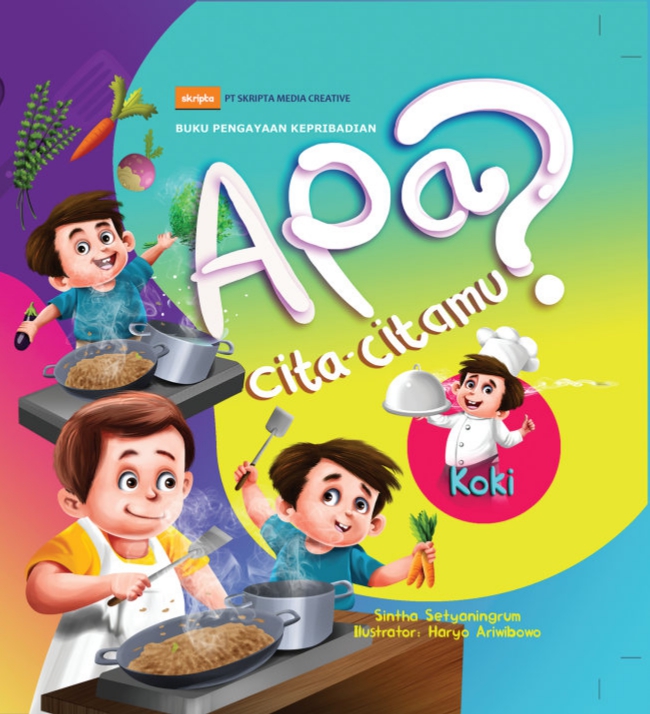 skripta PT SKRIPTA MEDIA CREATIVE
BUKU PENGAYAAN KEPRIBADIAN
Apa?
cita-citamu
Koki
Sintha Setyaningrum
Ilustrator: Haryo Ariwibowo